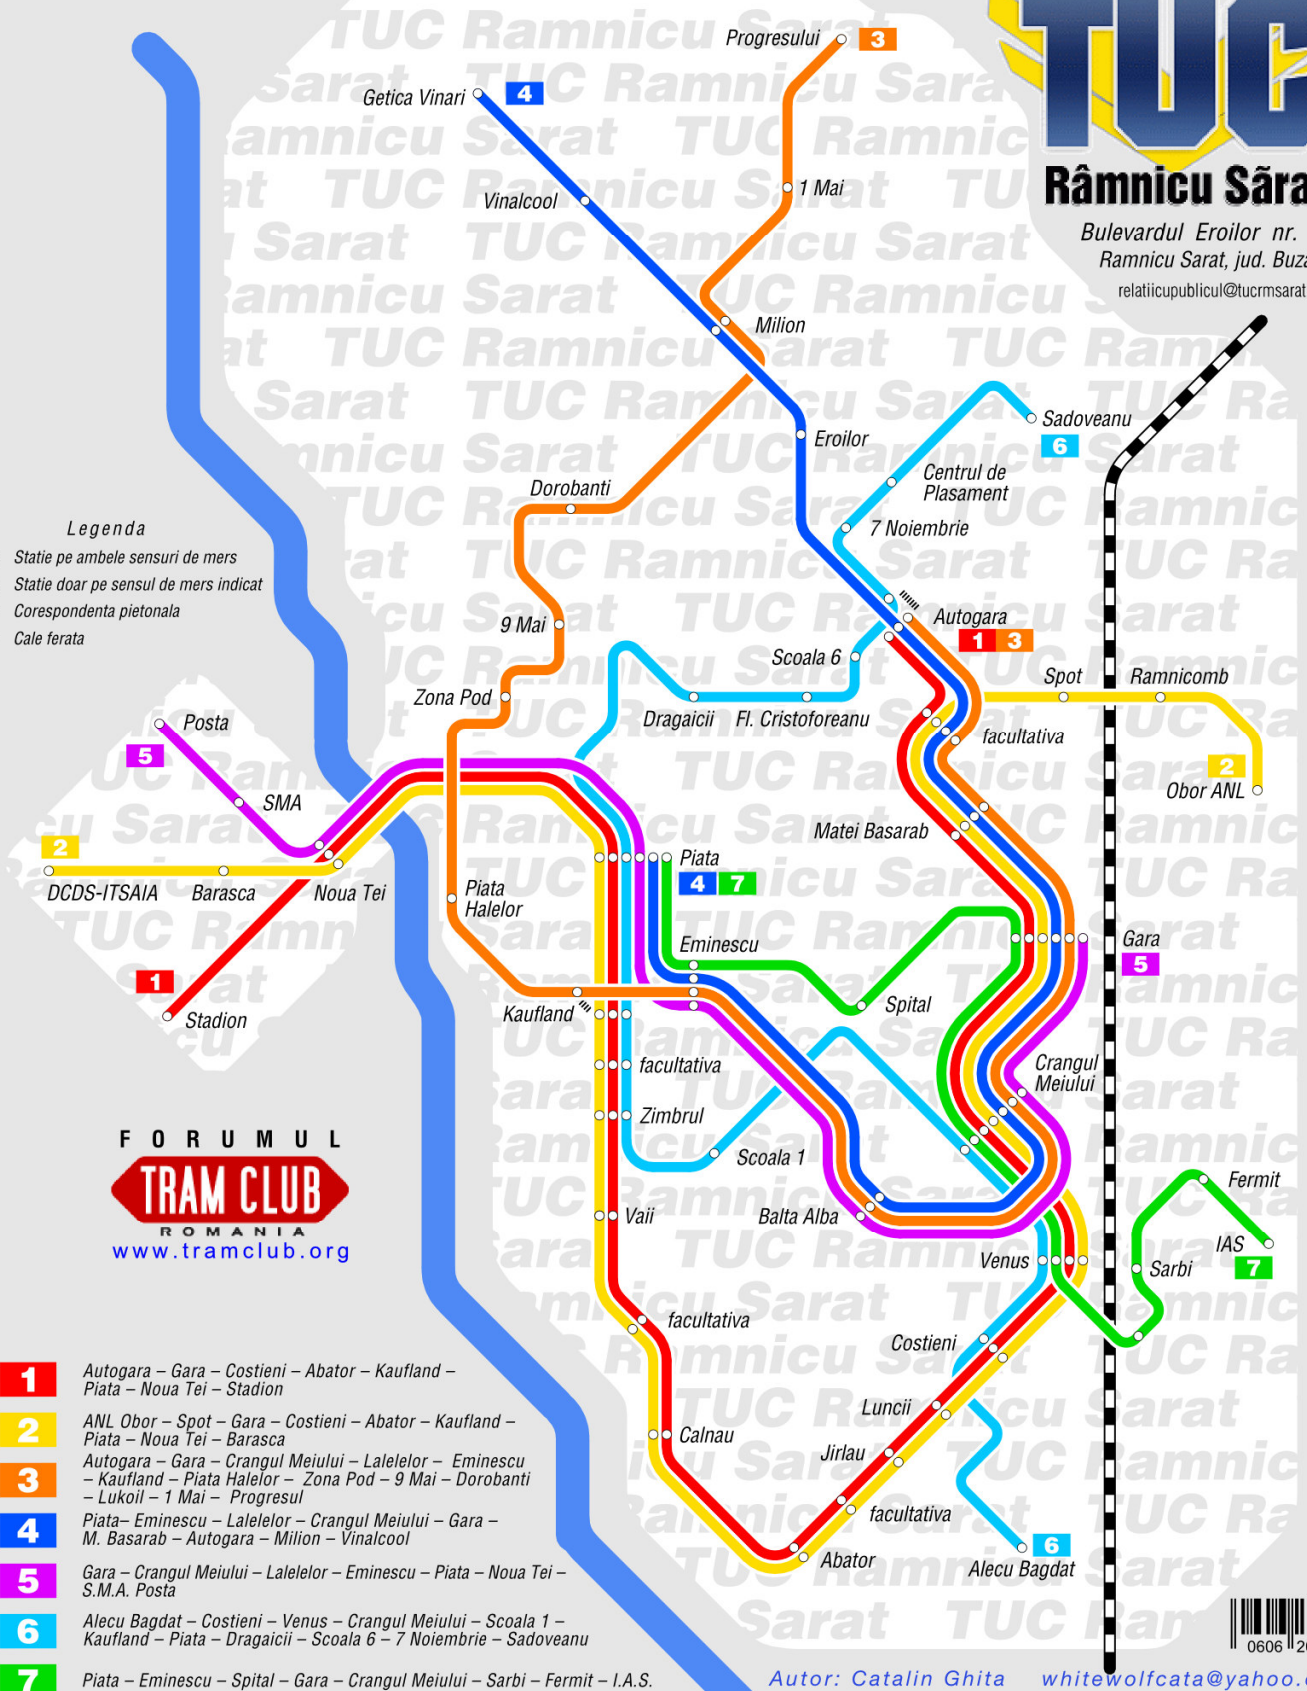 TUC
Râmnicu Săra
Bulevardul Eroilor nr.
Ramnicu Sarat, jud. Buza
relatiicupublicul@tucrmsarat
Progresului
3
Getica Vinari
4
Vinalcool
1 Mai
Milion
Sadoveanu
6
Eroilor
Centrul de
Plasament
Dorobanti
7 Noiembrie
Legenda
Statie pe ambele sensuri de mers
Statie doar pe sensul de mers indicat
Corespondenta pietonala
Cale ferata
9 Mai
Autogara
1 3
Scoala 6
Zona Pod
Spot
Ramnicomb
Dragaicii
Fl. Cristoforeanu
Posta
5
facultativa
2
Obor ANL
SMA
Matei Basarab
2
DCDS-ITSAIA
Barasca
Noua Tei
Piata
4 7
Piata
Halelor
Eminescu
Gara
5
1
Stadion
Kaufland
Spital
facultativa
Crangul
Meiului
Zimbrul
FORUMUL
TRAM CLUB
ROMANIA
www.tramclub.org
Scoala 1
Fermit
Vaii
Balta Alba
IAS
7
Venus
Sarbi
facultativa
Costieni
Luncii
Calnau
Jirlau
facultativa
Abator
6
Alecu Bagdat
1
Autogara – Gara – Costieni – Abator – Kaufland –
Piata – Noua Tei – Stadion
2
ANL Obor – Spot – Gara – Costieni – Abator – Kaufland –
Piata – Noua Tei – Barasca
3
Autogara – Gara – Crangul Meiului – Lalelelor – Eminescu
– Kaufland – Piata Halelor – Zona Pod – 9 Mai – Dorobanti
– Lukoil – 1 Mai – Progresul
4
Piata– Eminescu – Lalelelor – Crangul Meiului – Gara –
M. Basarab – Autogara – Milion – Vinalcool
5
Gara – Crangul Meiului – Lalelelor – Eminescu – Piata – Noua Tei –
S.M.A. Posta
6
Alecu Bagdat – Costieni – Venus – Crangul Meiului – Scoala 1 –
Kaufland – Piata – Dragaicii – Scoala 6 – 7 Noiembrie – Sadoveanu
7
Piata – Eminescu – Spital – Gara – Crangul Meiului – Sarbi – Fermit – I.A.S.
0606 20
Autor: Catalin Ghita whitewolfcata@yahoo.